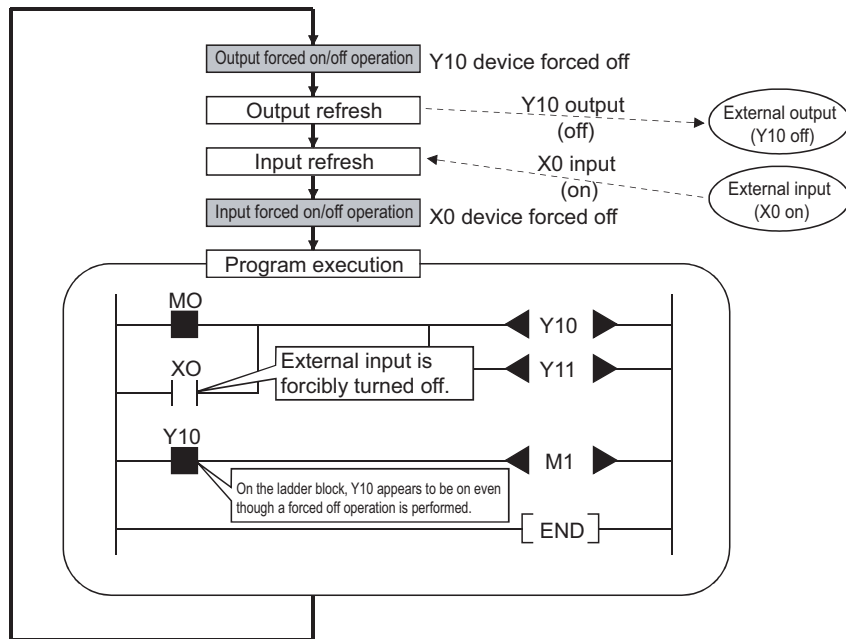 Output forced on/off operation
Y10 device forced off
Output refresh
Y10 output
(off)
External output
(Y10 off)
Input refresh
X0 input
(on)
External input
(X0 on)
Input forced on/off operation
X0 device forced off
Program execution
MO
Y10
XO
External input is
forcibly turned off.
Y11
Y10
M1
On the ladder block, Y10 appears to be on even
though a forced off operation is performed.
END